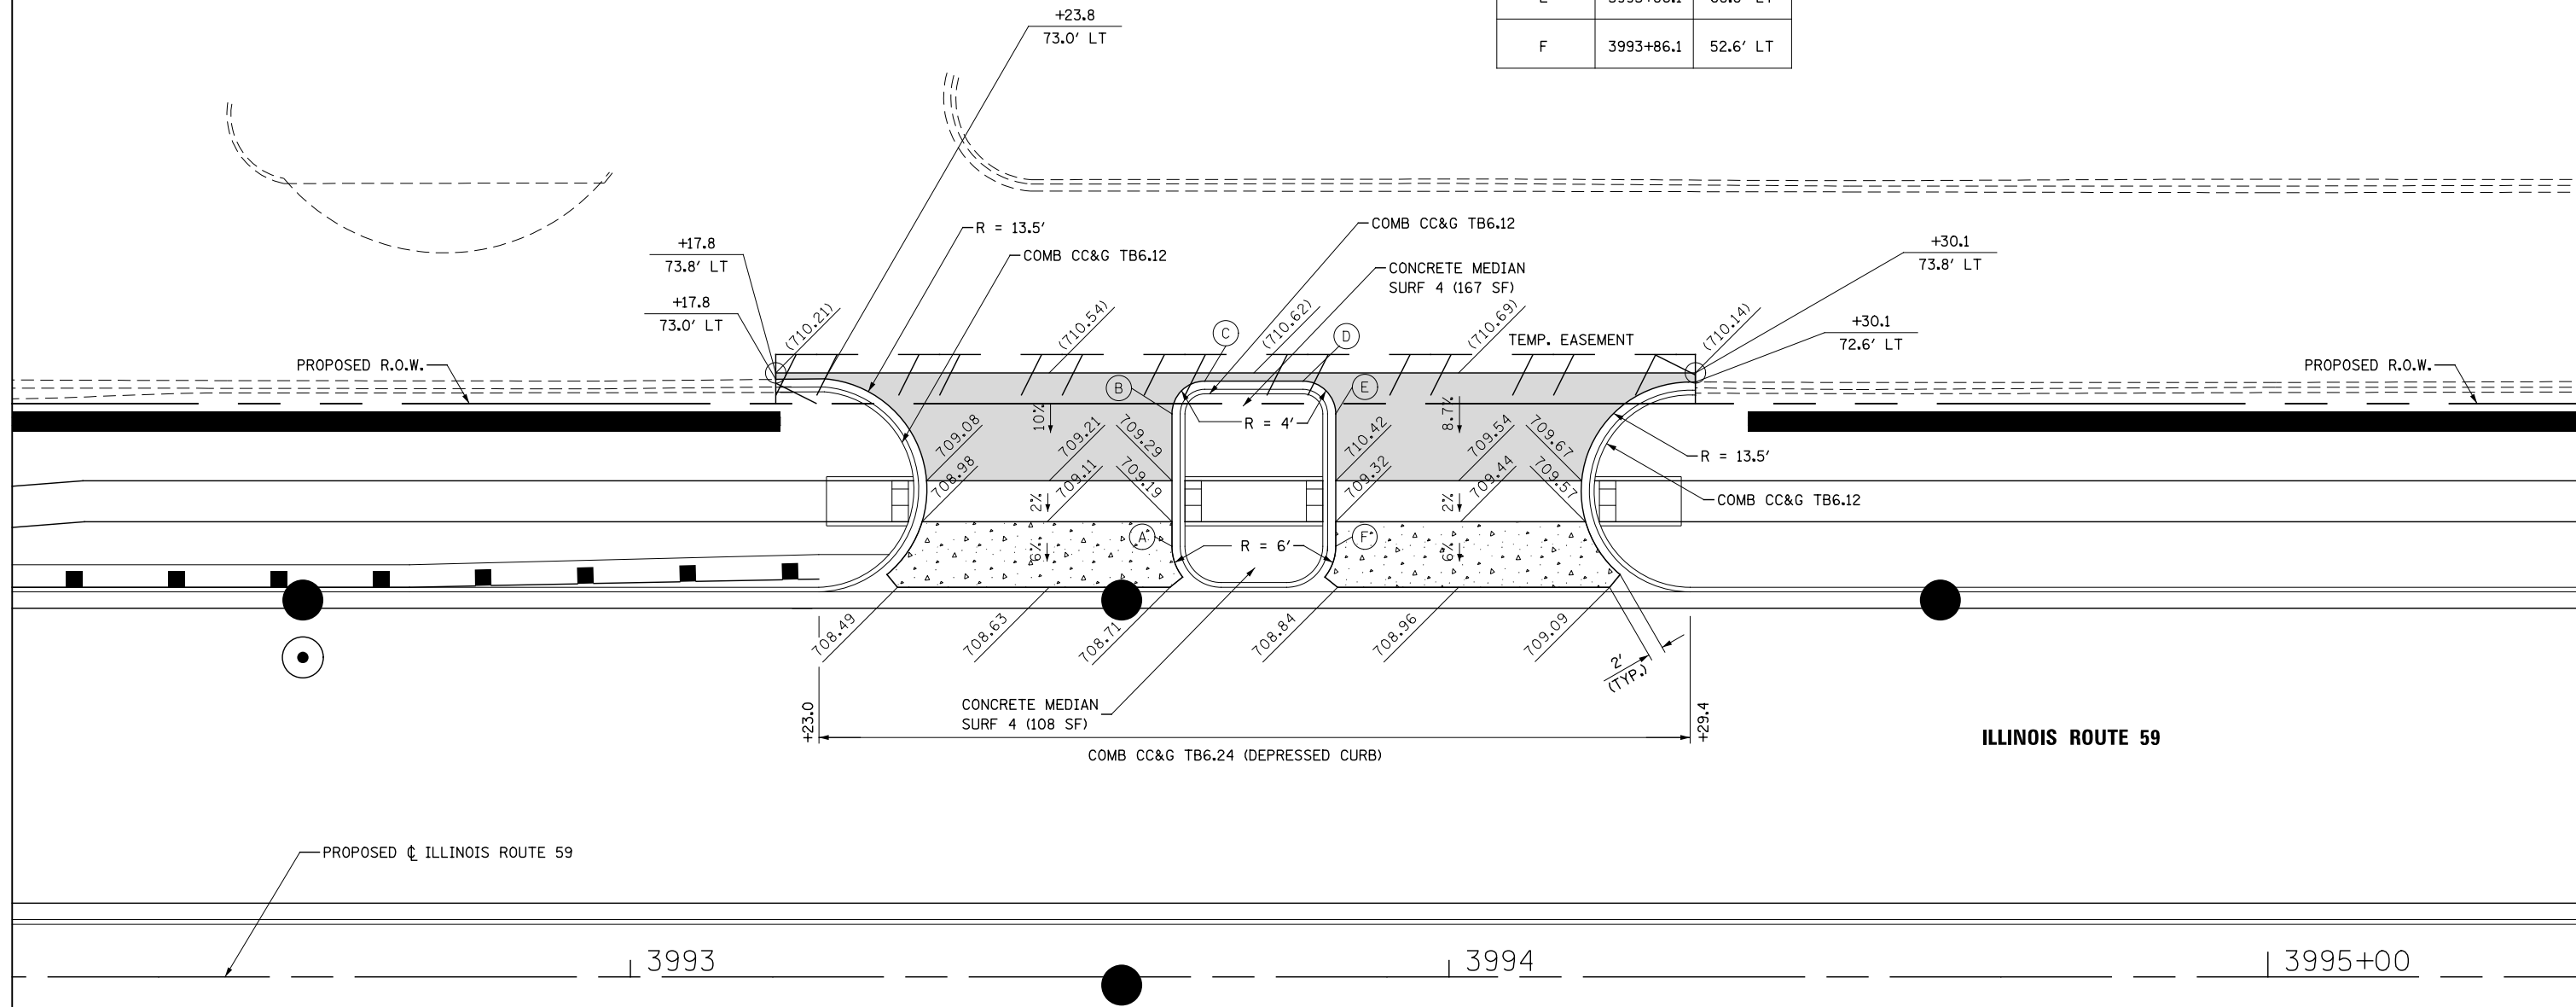 +23.8
73.0' LT
F 3993+86.1 52.6' LT
R = 13.5'
COMB CC&G TB6.12
COMB CC&G TB6.12
CONCRETE MEDIAN
SURF 4 (167 SF)
+17.8
73.8' LT
+17.8
73.0' LT
+30.1
73.8' LT
+30.1
72.6' LT
(710.21)
(710.54)
(710.62)
(710.69)
(710.14)
C
D
TEMP. EASEMENT
PROPOSED R.O.W.
PROPOSED R.O.W.
B
E
10%
8.7%
R = 4'
709.08
709.21
709.29
710.42
709.54
709.67
R = 13.5'
708.98
709.11
709.19
709.32
709.44
709.57
2%
2%
COMB CC&G TB6.12
A
F
6%
6%
R = 6'
708.49
708.63
708.71
708.84
708.96
709.09
2'
(TYP.)
+23.0
+29.4
CONCRETE MEDIAN
SURF 4 (108 SF)
COMB CC&G TB6.24 (DEPRESSED CURB)
ILLINOIS ROUTE 59
PROPOSED ℄ ILLINOIS ROUTE 59
3993
3994
3995+00